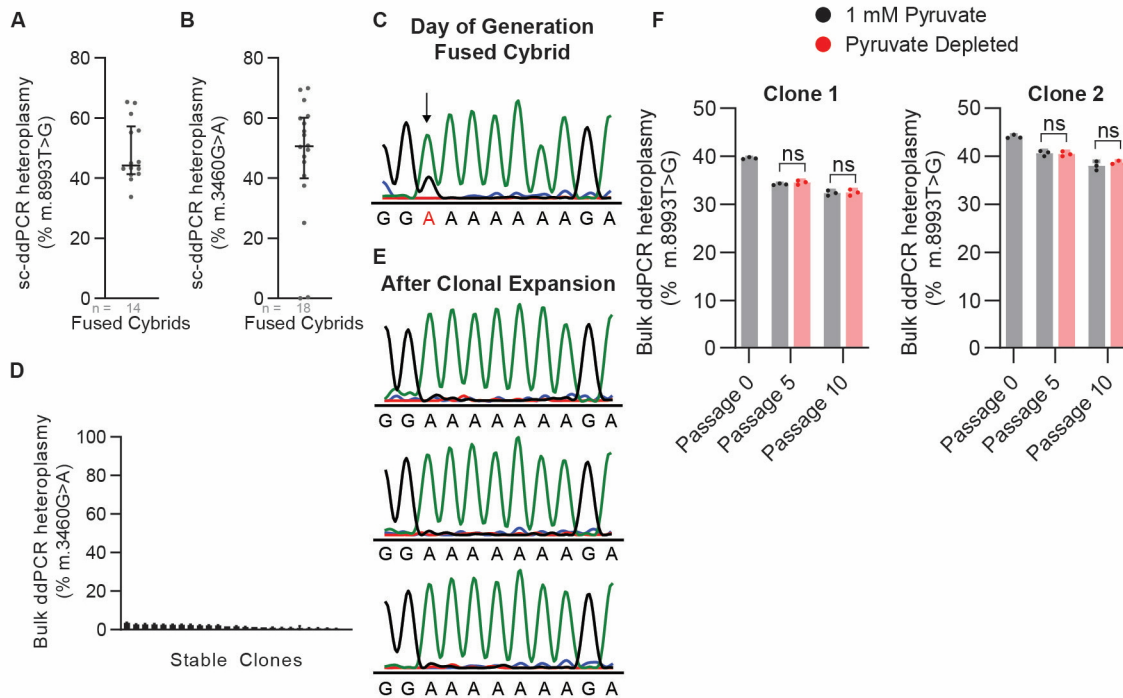 A
sc-ddPCR heteroplasmy
(% m.8993T>G)
80
60
40
20
0
n = 14
Fused Cybrids
B
sc-ddPCR heteroplasmy
(% m.3460G>A)
80
60
40
20
0
n = 18
Fused Cybrids
C
Day of Generation
Fused Cybrid
G G A A A A A A A G A
D
Bulk ddPCR heteroplasmy
(% m.3460G>A)
100
80
60
40
20
0
Stable Clones
E
After Clonal Expansion
G G A A A A A A A G A
G G A A A A A A A G A
G G A A A A A A A G A
F
1 mM Pyruvate
Pyruvate Depleted
Clone 1
Bulk ddPCR heteroplasmy
(% m.8993T>G)
50
40
30
20
10
0
ns
ns
Passage 0
Passage 5
Passage 10
Clone 2
Bulk ddPCR heteroplasmy
(% m.8993T>G)
50
40
30
20
10
0
ns
ns
Passage 0
Passage 5
Passage 10